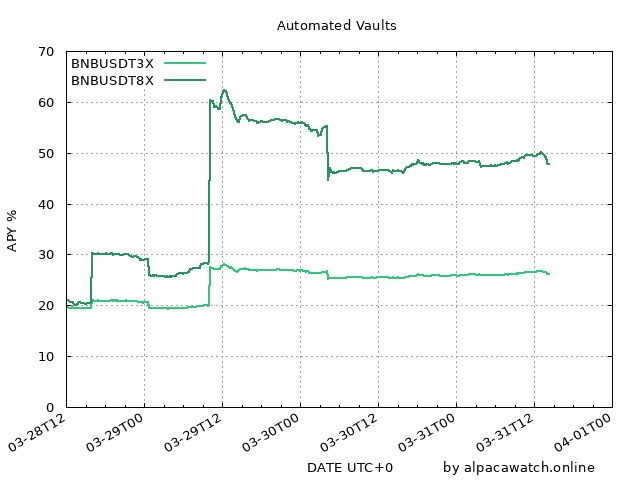 Automated Vaults
BNBUSDT3X
BNBUSDT8X
APY %
70
60
50
40
30
20
10
0
03-28T12
03-29T00
03-29T12
03-30T00
03-30T12
03-31T00
03-31T12
04-01T00
DATE UTC+0
by alpacawatch.online